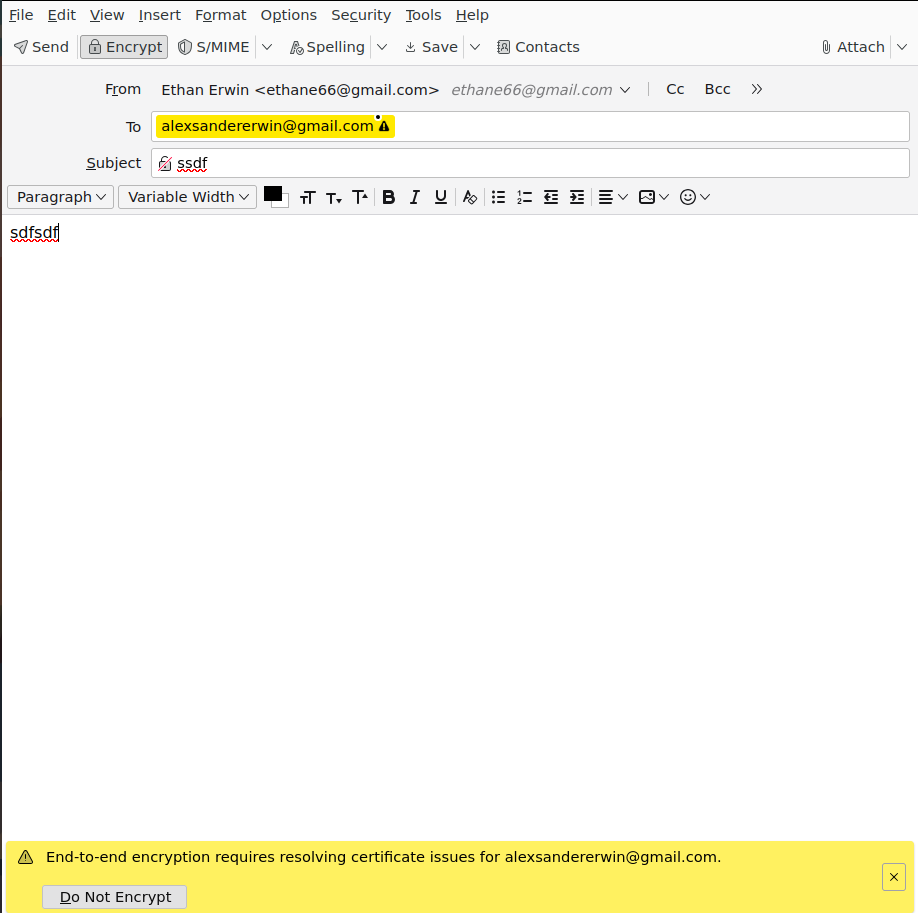 File Edit View Insert Format Options Security Tools Help
Send Encrypt S/MIME Spelling Save Contacts Attach
From Ethan Erwin <ethane66@gmail.com> ethane66@gmail.com Cc Bcc
To alexsandererwin@gmail.com
Subject ssdf
Paragraph Variable Width
sdfsdf
End-to-end encryption requires resolving certificate issues for alexsandererwin@gmail.com.
Do Not Encrypt